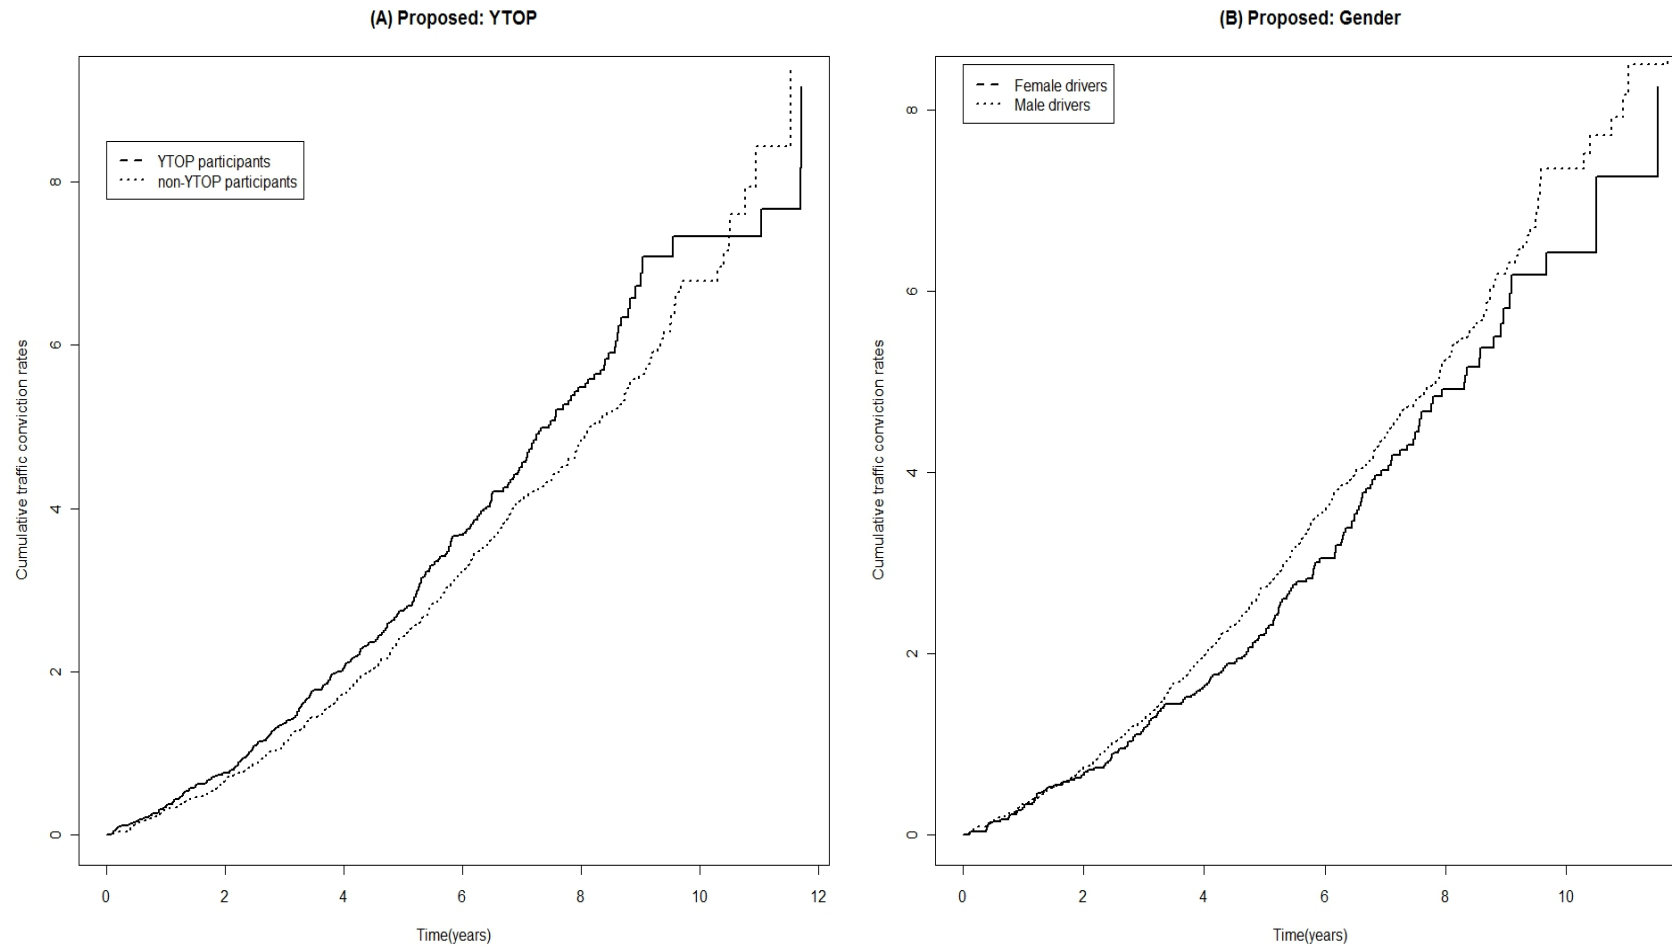 (A) Proposed: YTOP
YTOP participants
non-YTOP participants
Cumulative traffic conviction rates
8
6
4
2
0
0 2 4 6 8 10 12
Time(years)
(B) Proposed: Gender
Female drivers
Male drivers
Cumulative traffic conviction rates
8
6
4
2
0
0 2 4 6 8 10
Time(years)